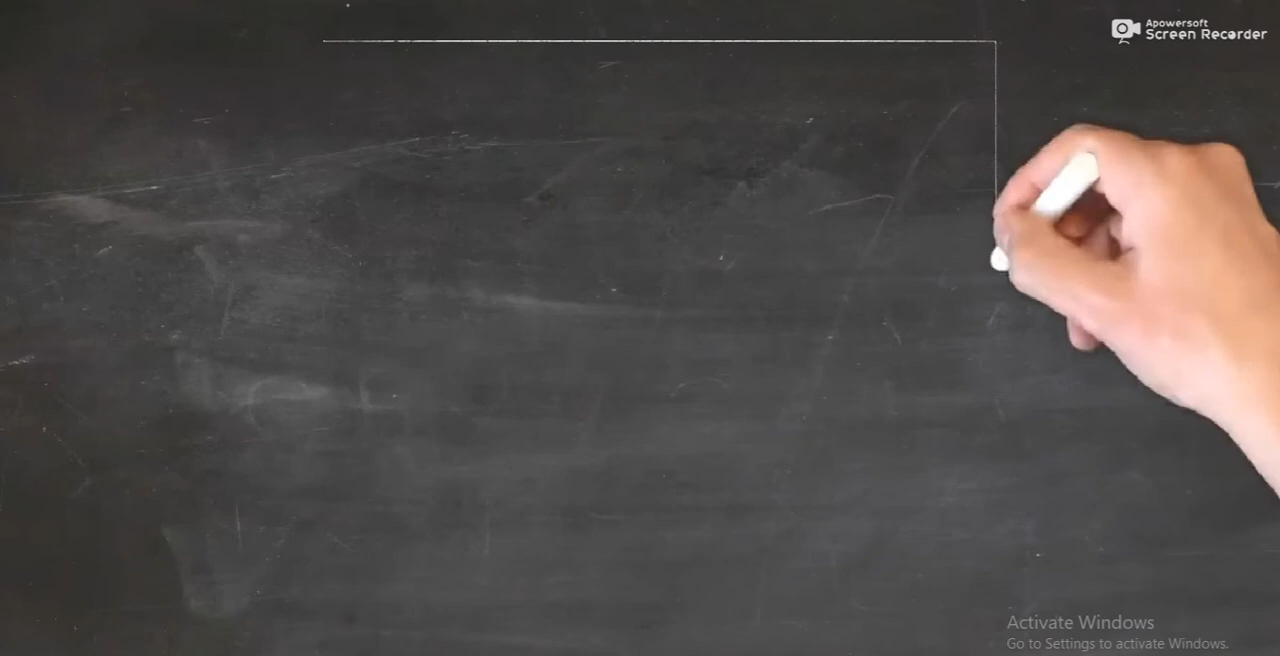 Apowersoft
Screen Recorder
Activate Windows
Go to Settings to activate Windows.